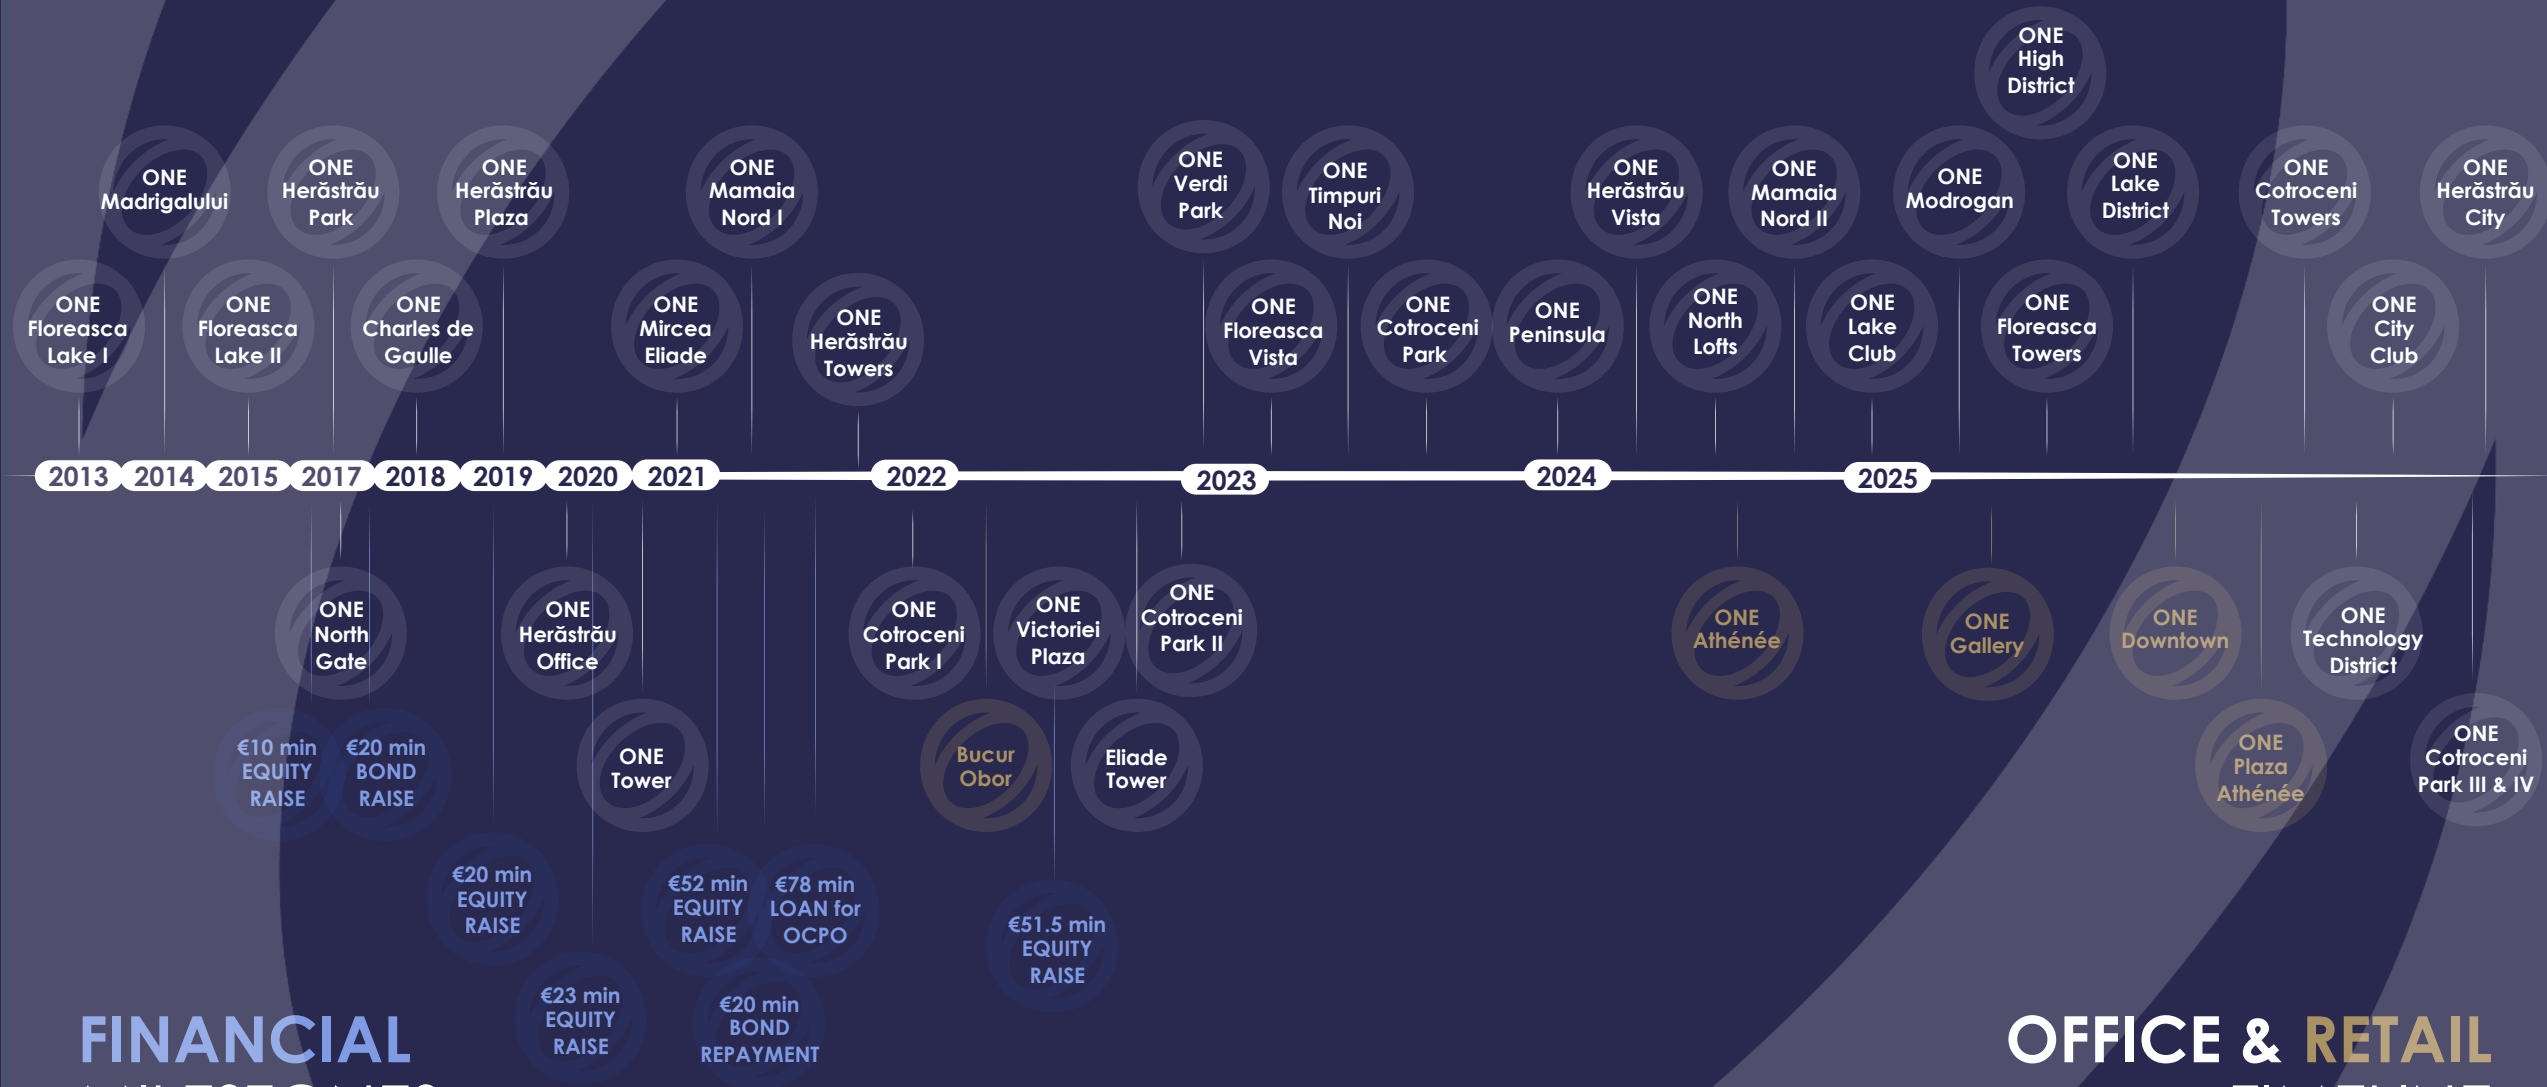 ONE
High
District
ONE
Madrigalului
ONE
Herăstrău
Park
ONE
Herăstrău
Plaza
ONE
Mamaia
Nord I
ONE
Verdi
Park
ONE
Timpuri
Noi
ONE
Herăstrău
Vista
ONE
Mamaia
Nord II
ONE
Modrogan
ONE
Lake
District
ONE
Cotroceni
Towers
ONE
Herăstrău
City
ONE
Floreasca
Lake I
ONE
Floreasca
Lake II
ONE
Charles de
Gaulle
ONE
Mircea
Eliade
ONE
Herăstrău
Towers
ONE
Floreasca
Vista
ONE
Cotroceni
Park
ONE
Peninsula
ONE
North
Lofts
ONE
Lake
Club
ONE
Floreasca
Towers
ONE
City
Club
2013
2014
2015
2017
2018
2019
2020
2021
2022
2023
2024
2025
ONE
North
Gate
ONE
Herăstrău
Office
ONE
Cotroceni
Park I
ONE
Victoriei
Plaza
ONE
Cotroceni
Park II
ONE
Athénée
ONE
Gallery
ONE
Downtown
ONE
Technology
District
€10 min
EQUITY
RAISE
€20 min
BOND
RAISE
ONE
Tower
Bucur
Obor
Eliade
Tower
ONE
Plaza
Athénée
ONE
Cotroceni
Park III & IV
€20 min
EQUITY
RAISE
€52 min
EQUITY
RAISE
€78 min
LOAN for
OCPO
€51.5 min
EQUITY
RAISE
€23 min
EQUITY
RAISE
€20 min
BOND
REPAYMENT
FINANCIAL
OFFICE & RETAIL